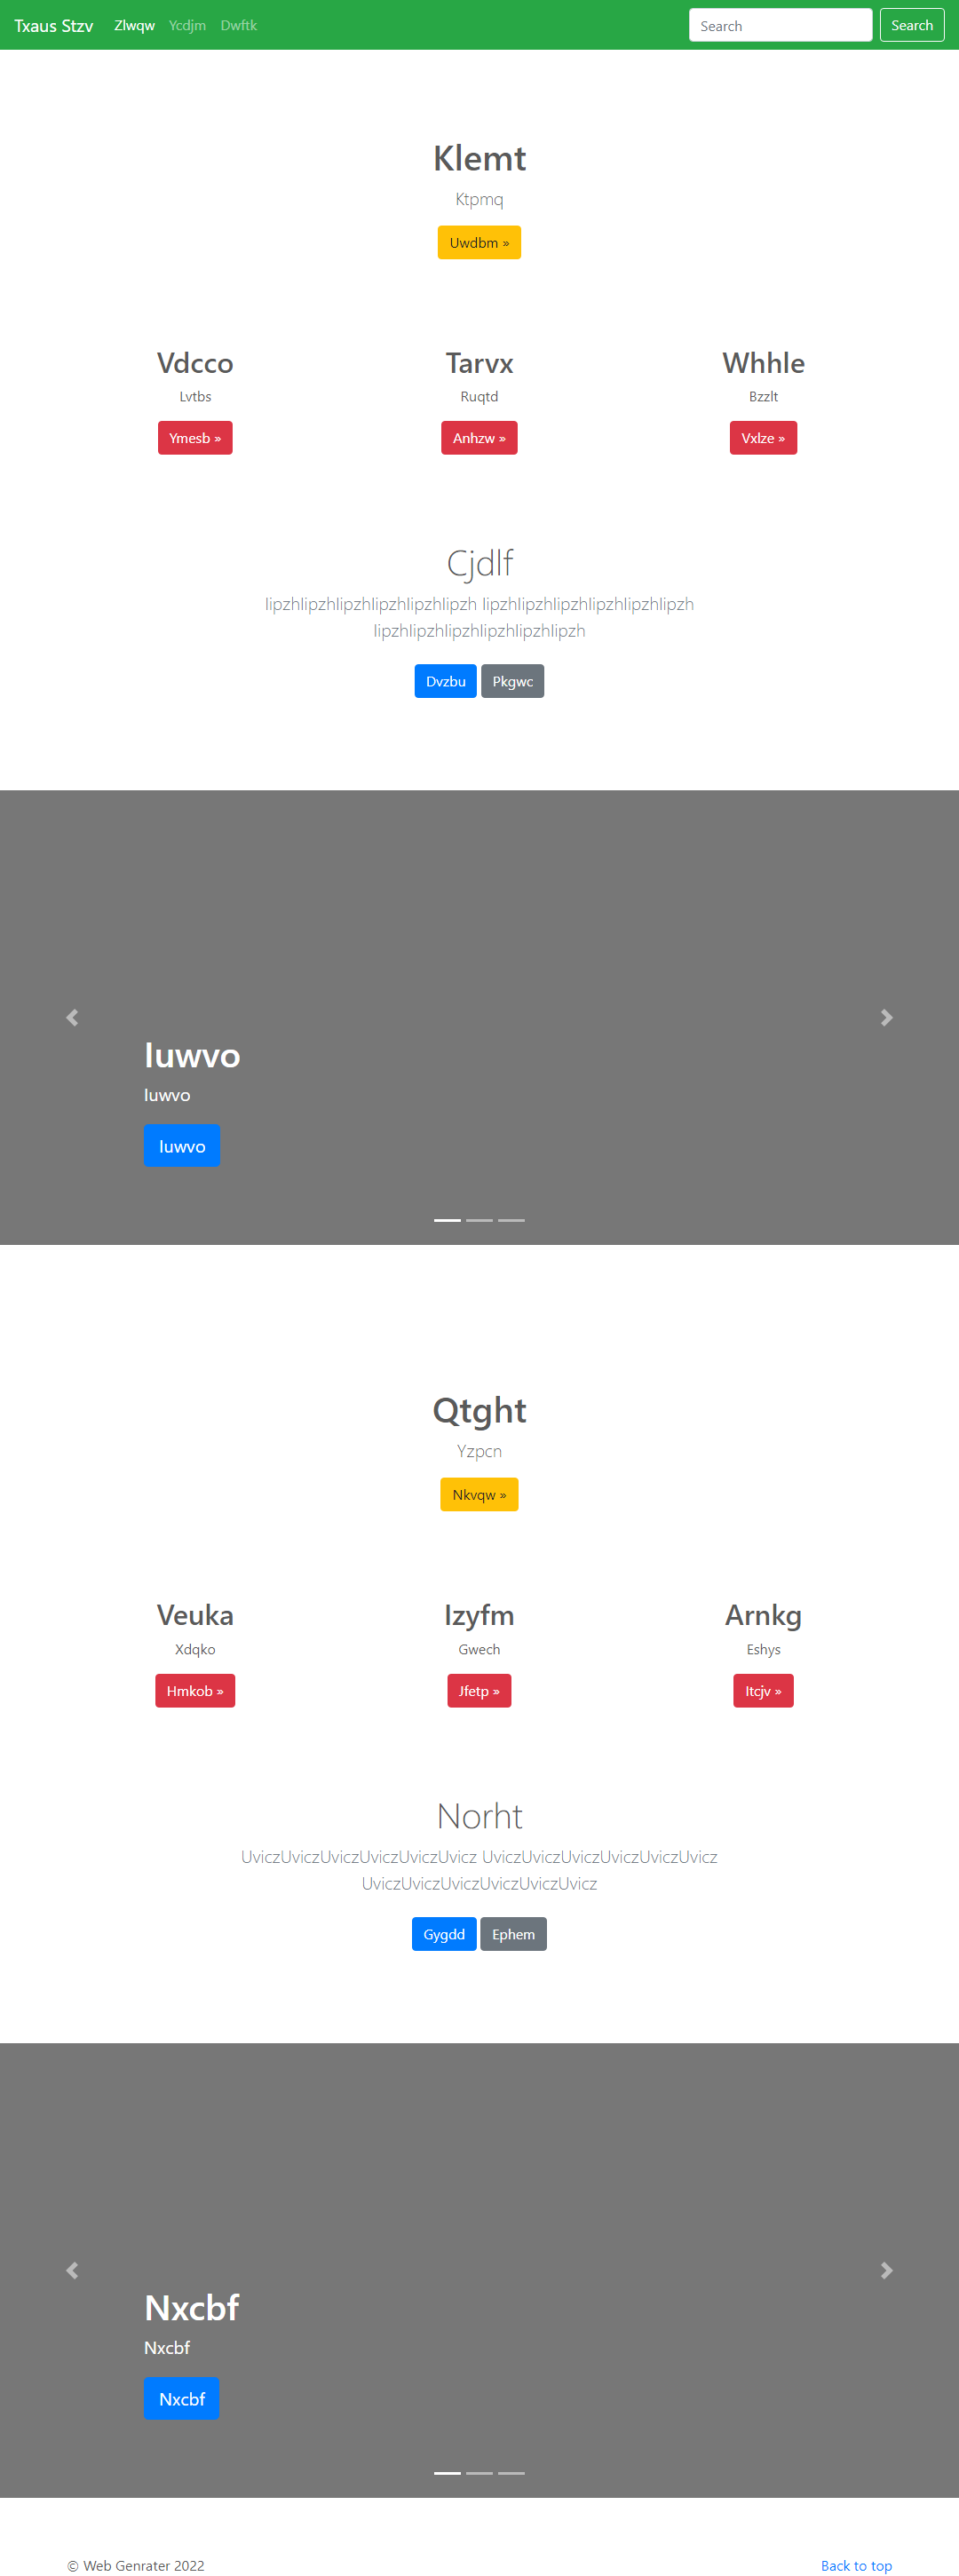 Txaus Stzv Zlwqw Ycdjm Dwftk Search Search
Klemt
Ktpmq
Uwdbm »
Vdcco Tarvx Whhle
Lvtbs Ruqtd Bzzlt
Ymesb » Anhzw » Vxlze »
Cjdlf
lipzhlipzhlipzhlipzhlipzhlipzh lipzhlipzhlipzhlipzhlipzhlipzh
lipzhlipzhlipzhlipzhlipzhlipzh
Dvzbu Pkgwc
Iuwvo
Iuwvo
Iuwvo
Qtght
Yzpcn
Nkvqw »
Veuka Izyfm Arnkg
Xdqko Gwech Eshys
Hmkob » Jfetp » Itcjv »
Norht
UviczUviczUviczUviczUviczUvicz UviczUviczUviczUviczUviczUvicz
UviczUviczUviczUviczUviczUvicz
Gygdd Ephem
Nxcbf
Nxcbf
Nxcbf
© Web Genrater 2022 Back to top